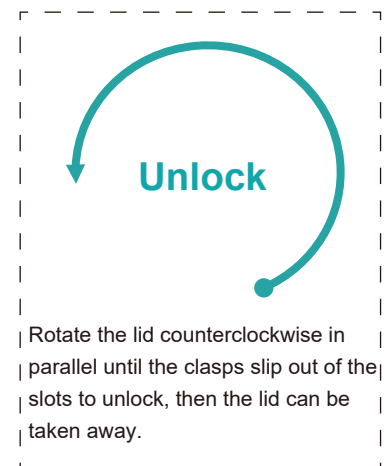 Unlock
Rotate the lid counterclockwise in
parallel until the clasps slip out of the
slots to unlock, then the lid can be
taken away.